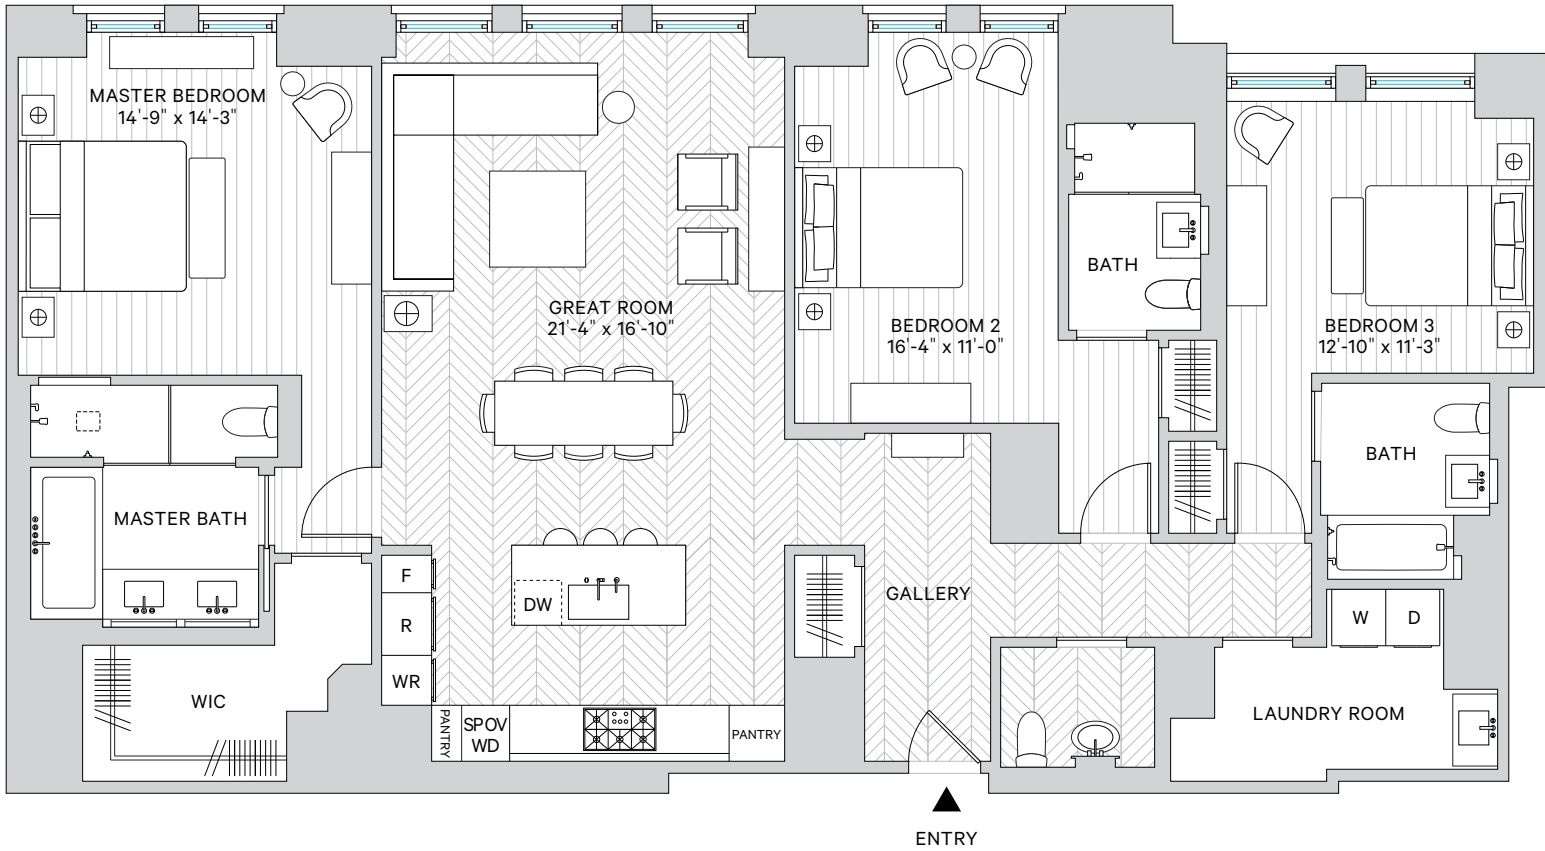 MASTER BEDROOM
14'-9" x 14'-3"
GREAT ROOM
21'-4" x 16'-10"
BEDROOM 2
16'-4" x 11'-0"
BATH
BEDROOM 3
12'-10" x 11'-3"
BATH
MASTER BATH
F
R
WR
DW
GALLERY
W
D
WIC
PANTRY
SPOV
WD
PANTRY
LAUNDRY ROOM
ENTRY